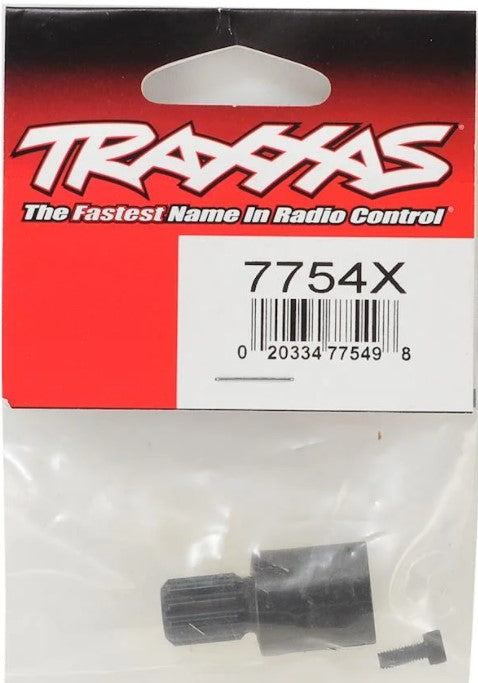 TRAXXAS®
The Fastest Name In Radio Control®
7754X
0 20334 77549 8